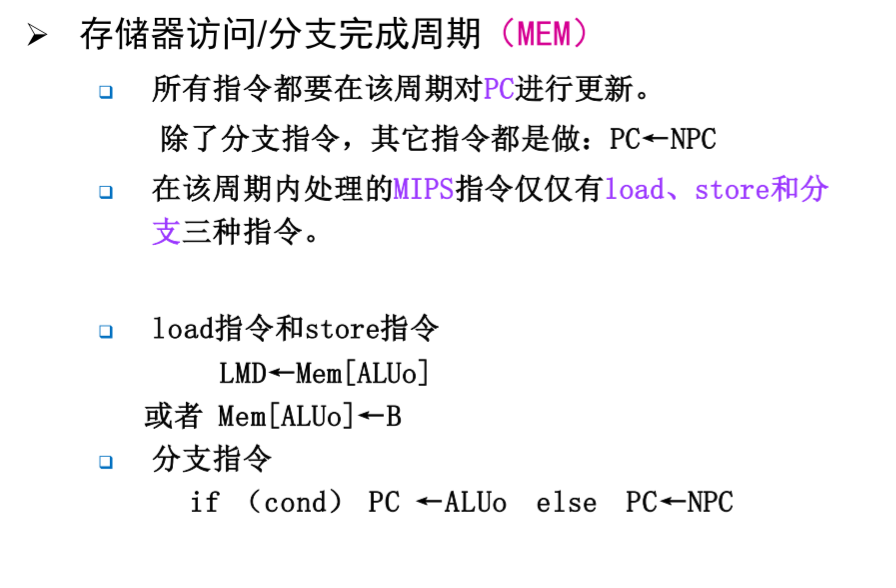 存储器访问/分支完成周期（MEM）
所有指令都要在该周期对PC进行更新。
除了分支指令，其它指令都是做：PC←NPC
在该周期内处理的MIPS指令仅仅有load、store和分
支三种指令。
load指令和store指令
LMD←Mem[ALUo]
或者 Mem[ALUo]←B
分支指令
if （cond） PC ←ALUo else PC←NPC